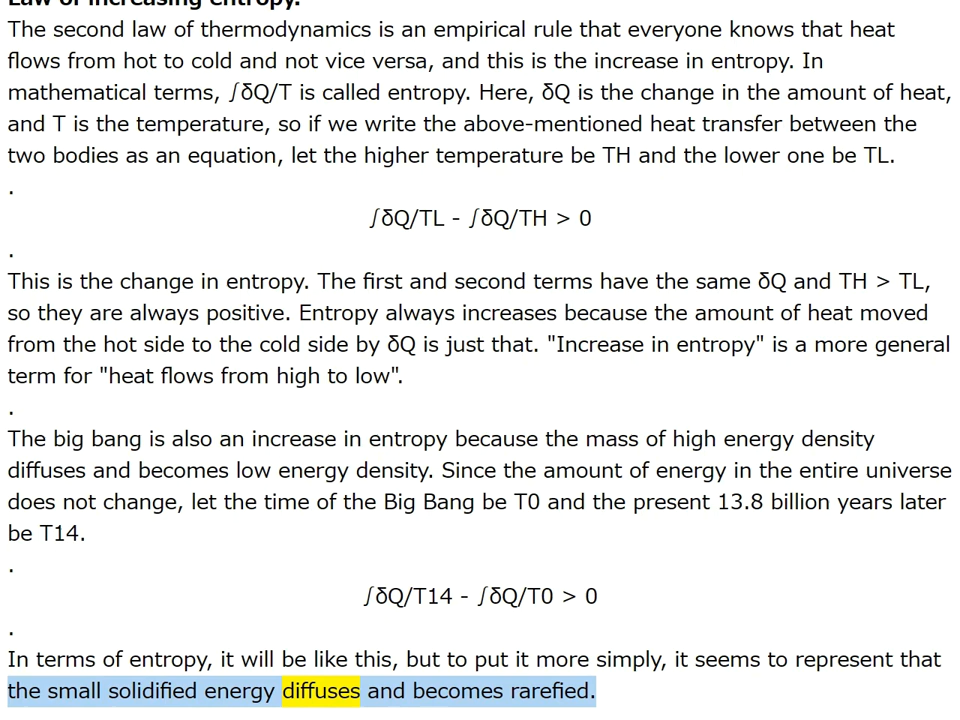 Law of increasing entropy.
The second law of thermodynamics is an empirical rule that everyone knows that heat
flows from hot to cold and not vice versa, and this is the increase in entropy. In
mathematical terms, ∫δQ/T is called entropy. Here, δQ is the change in the amount of heat,
and T is the temperature, so if we write the above-mentioned heat transfer between the
two bodies as an equation, let the higher temperature be TH and the lower one be TL.
.
∫δQ/TL - ∫δQ/TH > 0
.
This is the change in entropy. The first and second terms have the same δQ and TH > TL,
so they are always positive. Entropy always increases because the amount of heat moved
from the hot side to the cold side by δQ is just that. "Increase in entropy" is a more general
term for "heat flows from high to low".
.
The big bang is also an increase in entropy because the mass of high energy density
diffuses and becomes low energy density. Since the amount of energy in the entire universe
does not change, let the time of the Big Bang be T0 and the present 13.8 billion years later
be T14.
.
∫δQ/T14 - ∫δQ/T0 > 0
.
In terms of entropy, it will be like this, but to put it more simply, it seems to represent that
the small solidified energy diffuses and becomes rarefied.